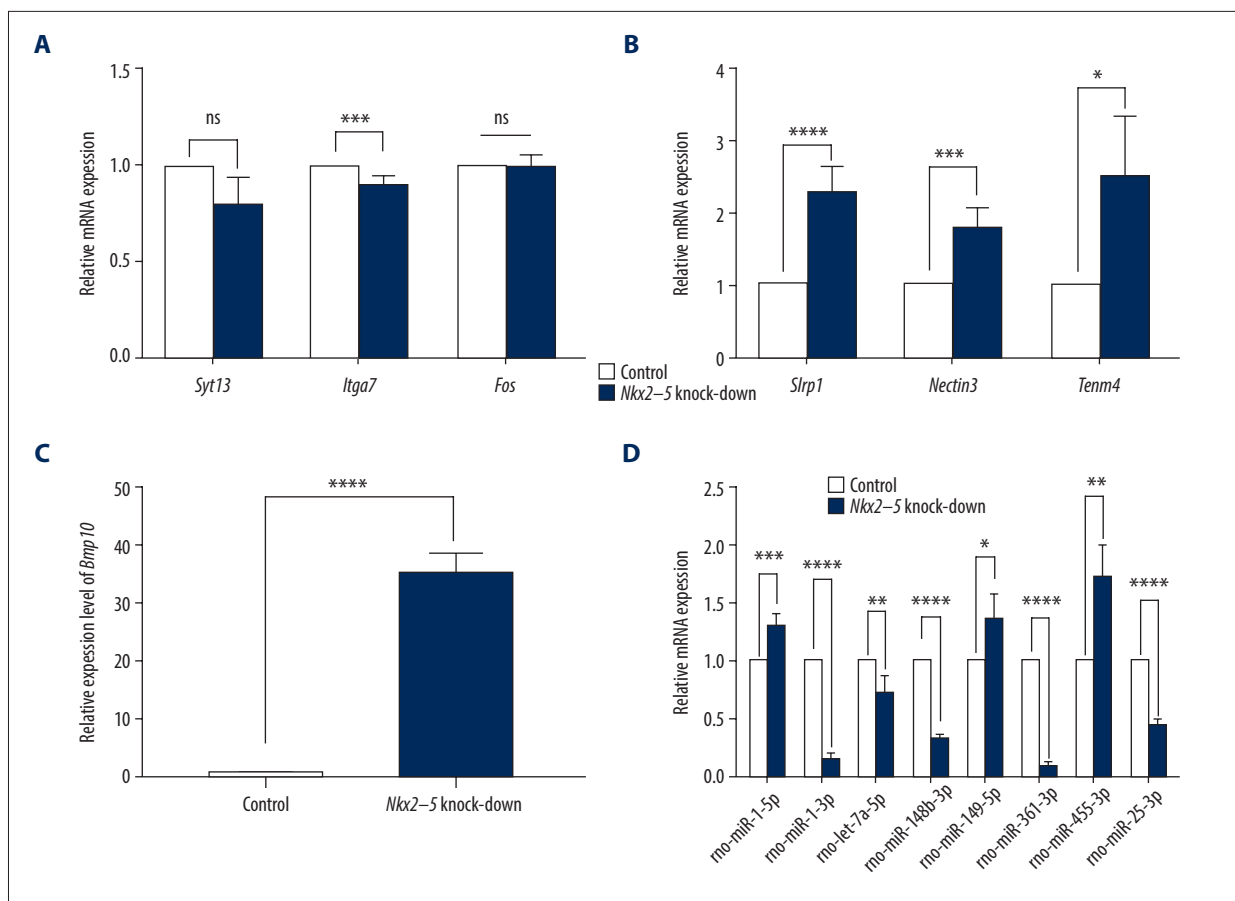 A
Relative mRNA expession
1.5
1.0
0.5
0.0
ns
***
ns
Syt13
Itga7
Fos
B
Relative mRNA expession
4
3
2
1
0
****
***
*
Slrp1
Nectin3
Tenm4
Control
Nkx2–5 knock-down
C
Relative expression level of Bmp10
50
40
30
20
10
0
****
Control
Nkx2–5 knock-down
D
Relative mRNA expession
2.5
2.0
1.5
1.0
0.5
0.0
Control
Nkx2–5 knock-down
***
****
**
****
*
****
**
****
rno-miR-1-5p
rno-miR-1-3p
rno-let-7a-5p
rno-miR-148b-3p
rno-miR-149-5p
rno-miR-361-3p
rno-miR-455-3p
rno-miR-25-3p